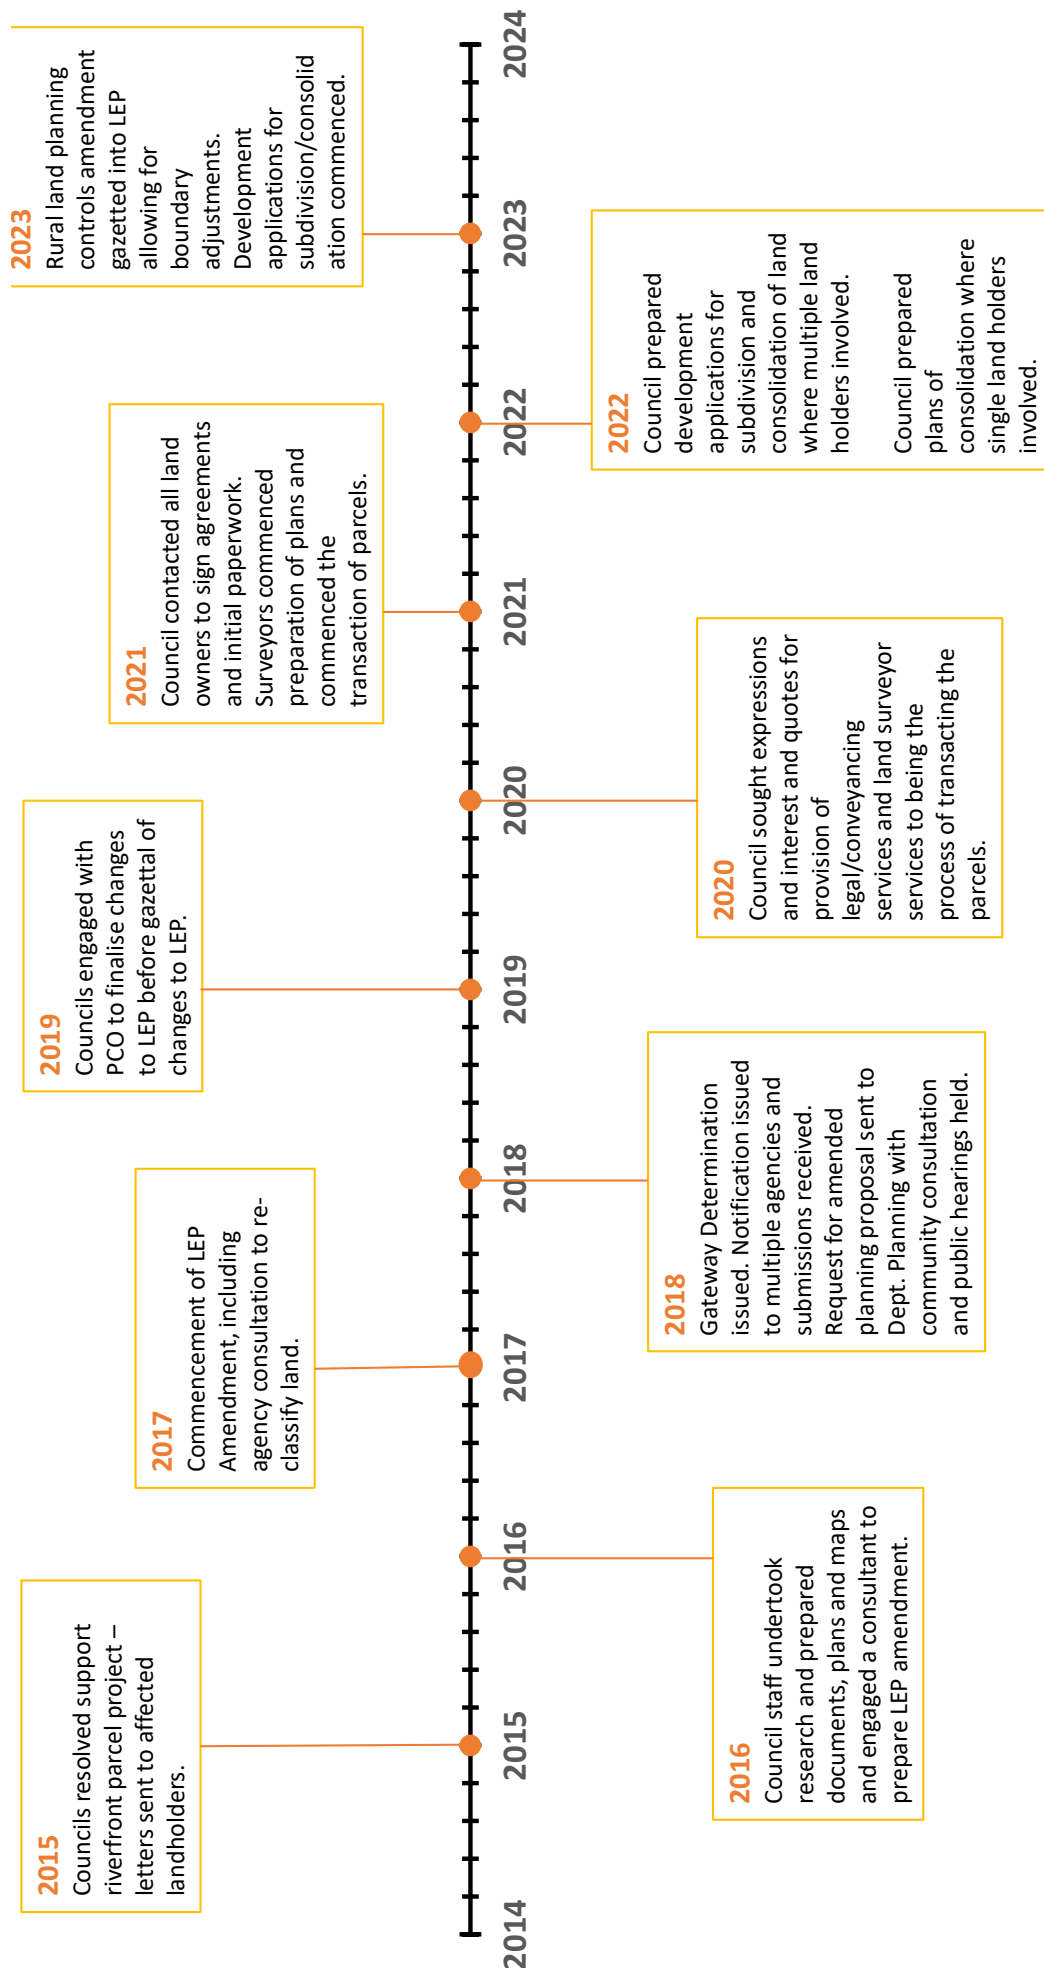 2015
Councils resolved support
riverfront parcel project –
letters sent to affected
landholders.
2017
Commencement of LEP
Amendment, including
agency consultation to re-
classify land.
2019
Councils engaged with
PCO to finalise changes
to LEP before gazettal of
changes to LEP.
2021
Council contacted all land
owners to sign agreements
and initial paperwork.
Surveyors commenced
preparation of plans and
commenced the
transaction of parcels.
2023
Rural land planning
controls amendment
gazetted into LEP
allowing for
boundary
adjustments.
Development
applications for
subdivision/consolid
ation commenced.
2014
2015
2016
2017
2018
2019
2020
2021
2022
2023
2024
2016
Council staff undertook
research and prepared
documents, plans and maps
and engaged a consultant to
prepare LEP amendment.
2018
Gateway Determination
issued. Notification issued
to multiple agencies and
submissions received.
Request for amended
planning proposal sent to
Dept. Planning with
community consultation
and public hearings held.
2020
Council sought expressions
and interest and quotes for
provision of
legal/conveyancing
services and land surveyor
services to being the
process of transacting the
parcels.
2022
Council prepared
development
applications for
subdivision and
consolidation of land
where multiple land
holders involved.
Council prepared
plans of
consolidation where
single land holders
involved.